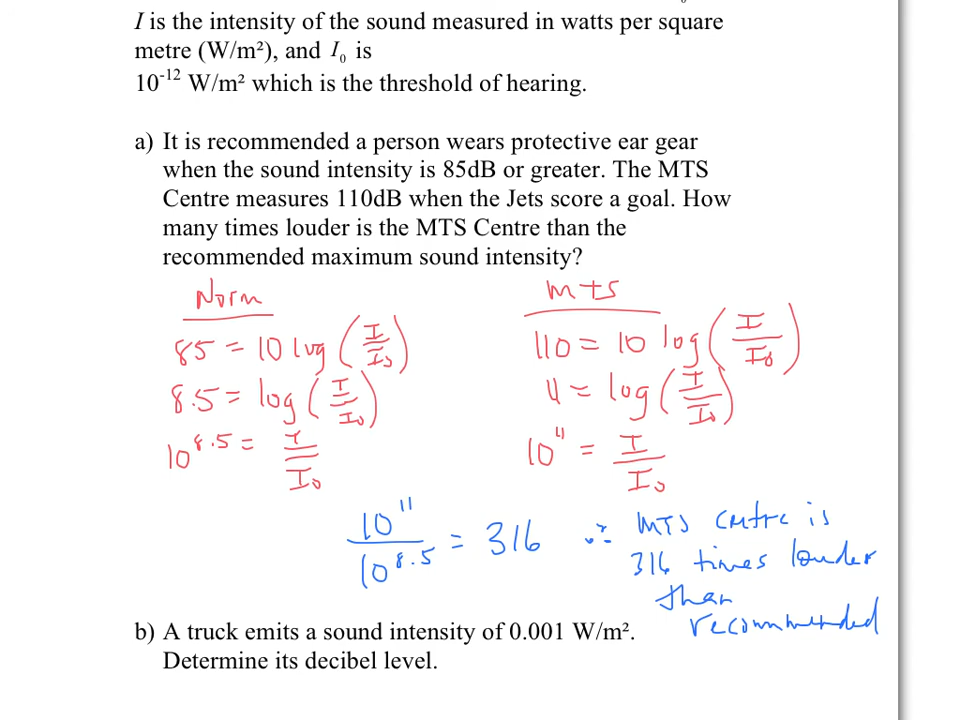 I is the intensity of the sound measured in watts per square
metre (W/m²), and I₀ is
10⁻¹² W/m² which is the threshold of hearing.
a) It is recommended a person wears protective ear gear
when the sound intensity is 85dB or greater. The MTS
Centre measures 110dB when the Jets score a goal. How
many times louder is the MTS Centre than the
recommended maximum sound intensity?
Norm
85 = 10 log (I/I₀)
8.5 = log (I/I₀)
10^8.5 = I/I₀
MTS
110 = 10 log (I/I₀)
11 = log (I/I₀)
10^11 = I/I₀
10^11/10^8.5 = 316
∴ MTS Centre is
316 times louder
than
recommended
b) A truck emits a sound intensity of 0.001 W/m².
Determine its decibel level.